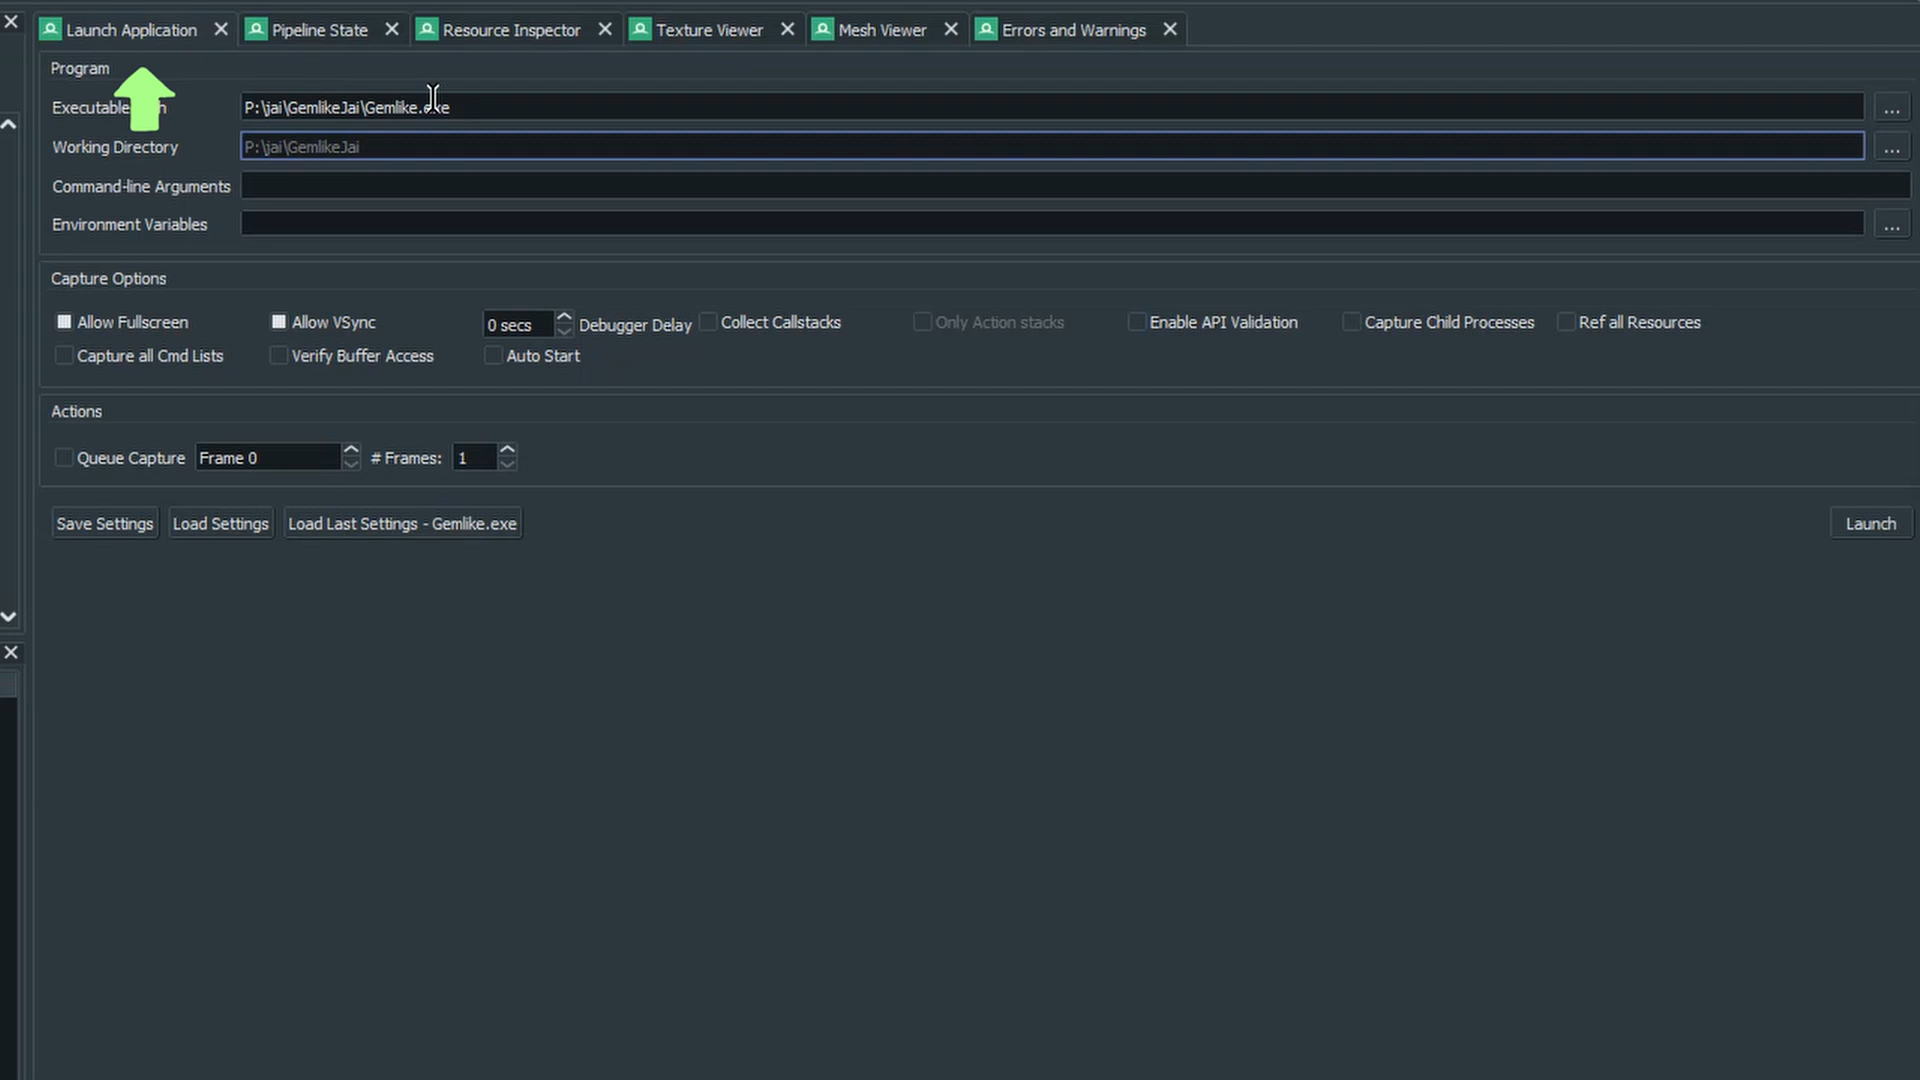 Launch Application Pipeline State Resource Inspector Texture Viewer Mesh Viewer Errors and Warnings
Program
P:\jai\GemlikeJai\Gemlike.exe ...
Working Directory P:\jai\GemlikeJai ...
Command-line Arguments
Environment Variables ...
Capture Options
Allow Fullscreen Allow VSync 0 secs Debugger Delay Collect Callstacks Only Action stacks Enable API Validation Capture Child Processes Ref all Resources
Capture all Cmd Lists Verify Buffer Access Auto Start
Actions
Queue Capture Frame 0 # Frames: 1
Save Settings Load Settings Load Last Settings - Gemlike.exe Launch